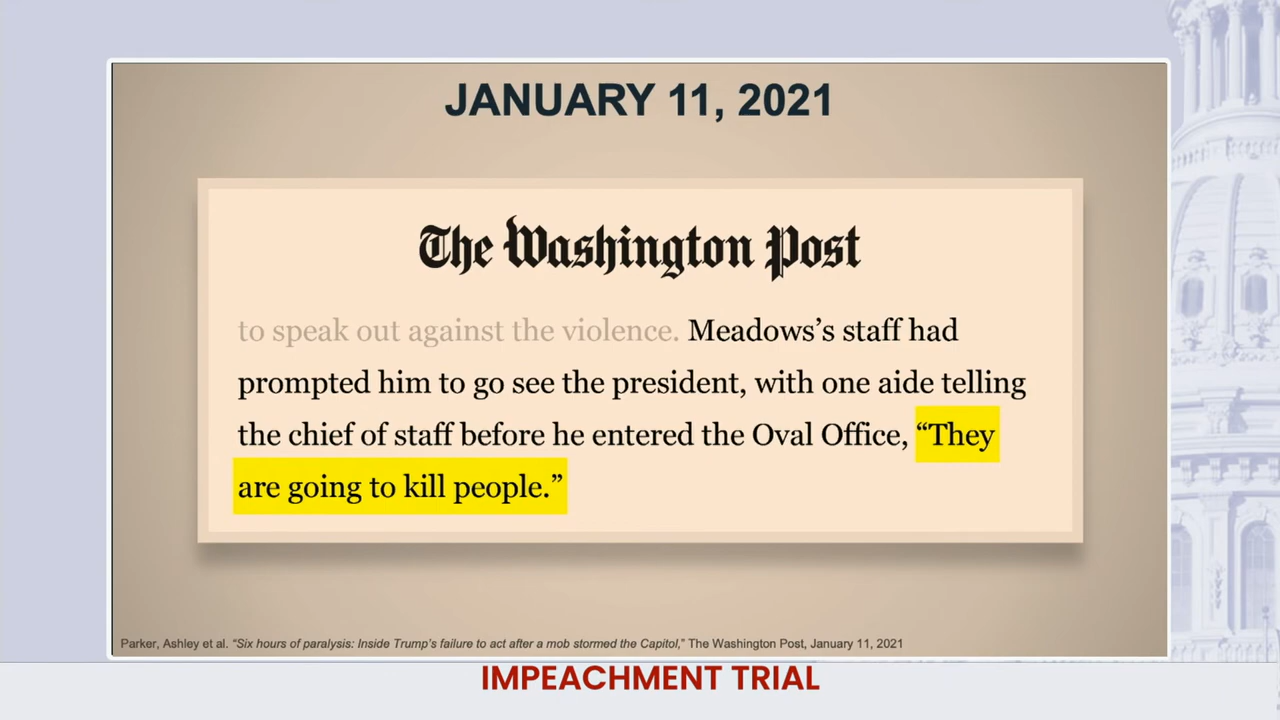 JANUARY 11, 2021
The Washington Post
to speak out against the violence. Meadows’s staff had
prompted him to go see the president, with one aide telling
the chief of staff before he entered the Oval Office, “They
are going to kill people.”
Parker, Ashley et al. “Six hours of paralysis: Inside Trump’s failure to act after a mob stormed the Capitol,” The Washington Post, January 11, 2021
IMPEACHMENT TRIAL